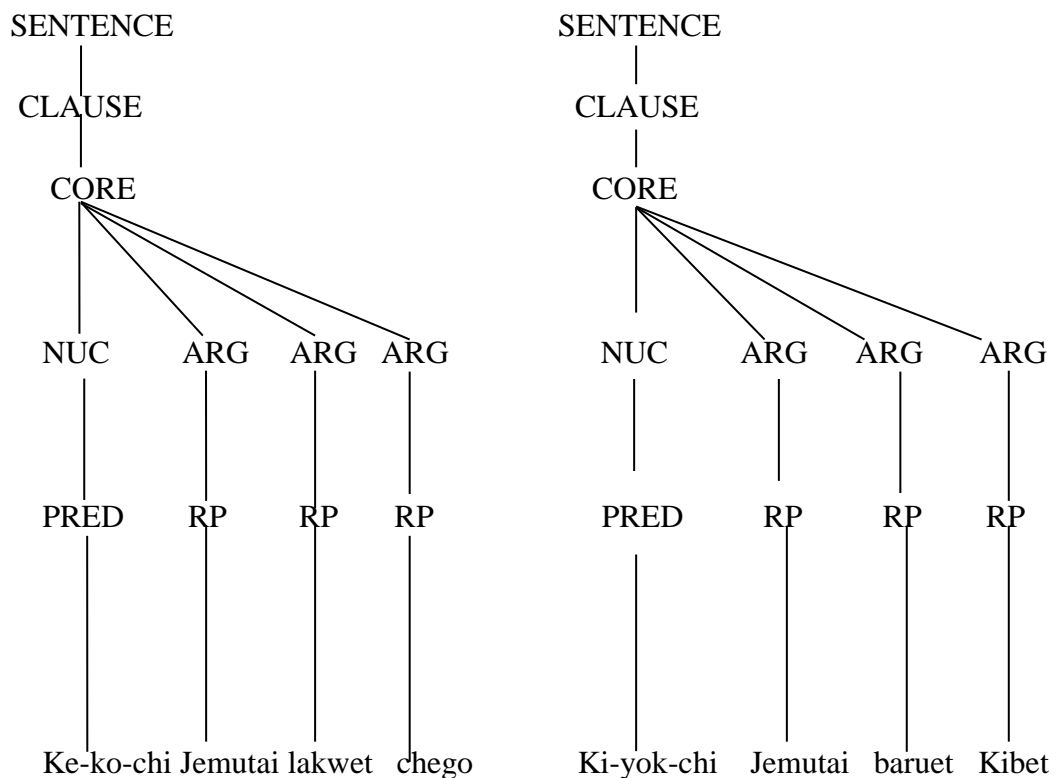 SENTENCE SENTENCE
CLAUSE CLAUSE
CORE CORE
NUC ARG ARG ARG NUC ARG ARG ARG
PRED RP RP RP PRED RP RP RP
Ke-ko-chi Jemutai lakwet chego Ki-yok-chi Jemutai baruet Kibet